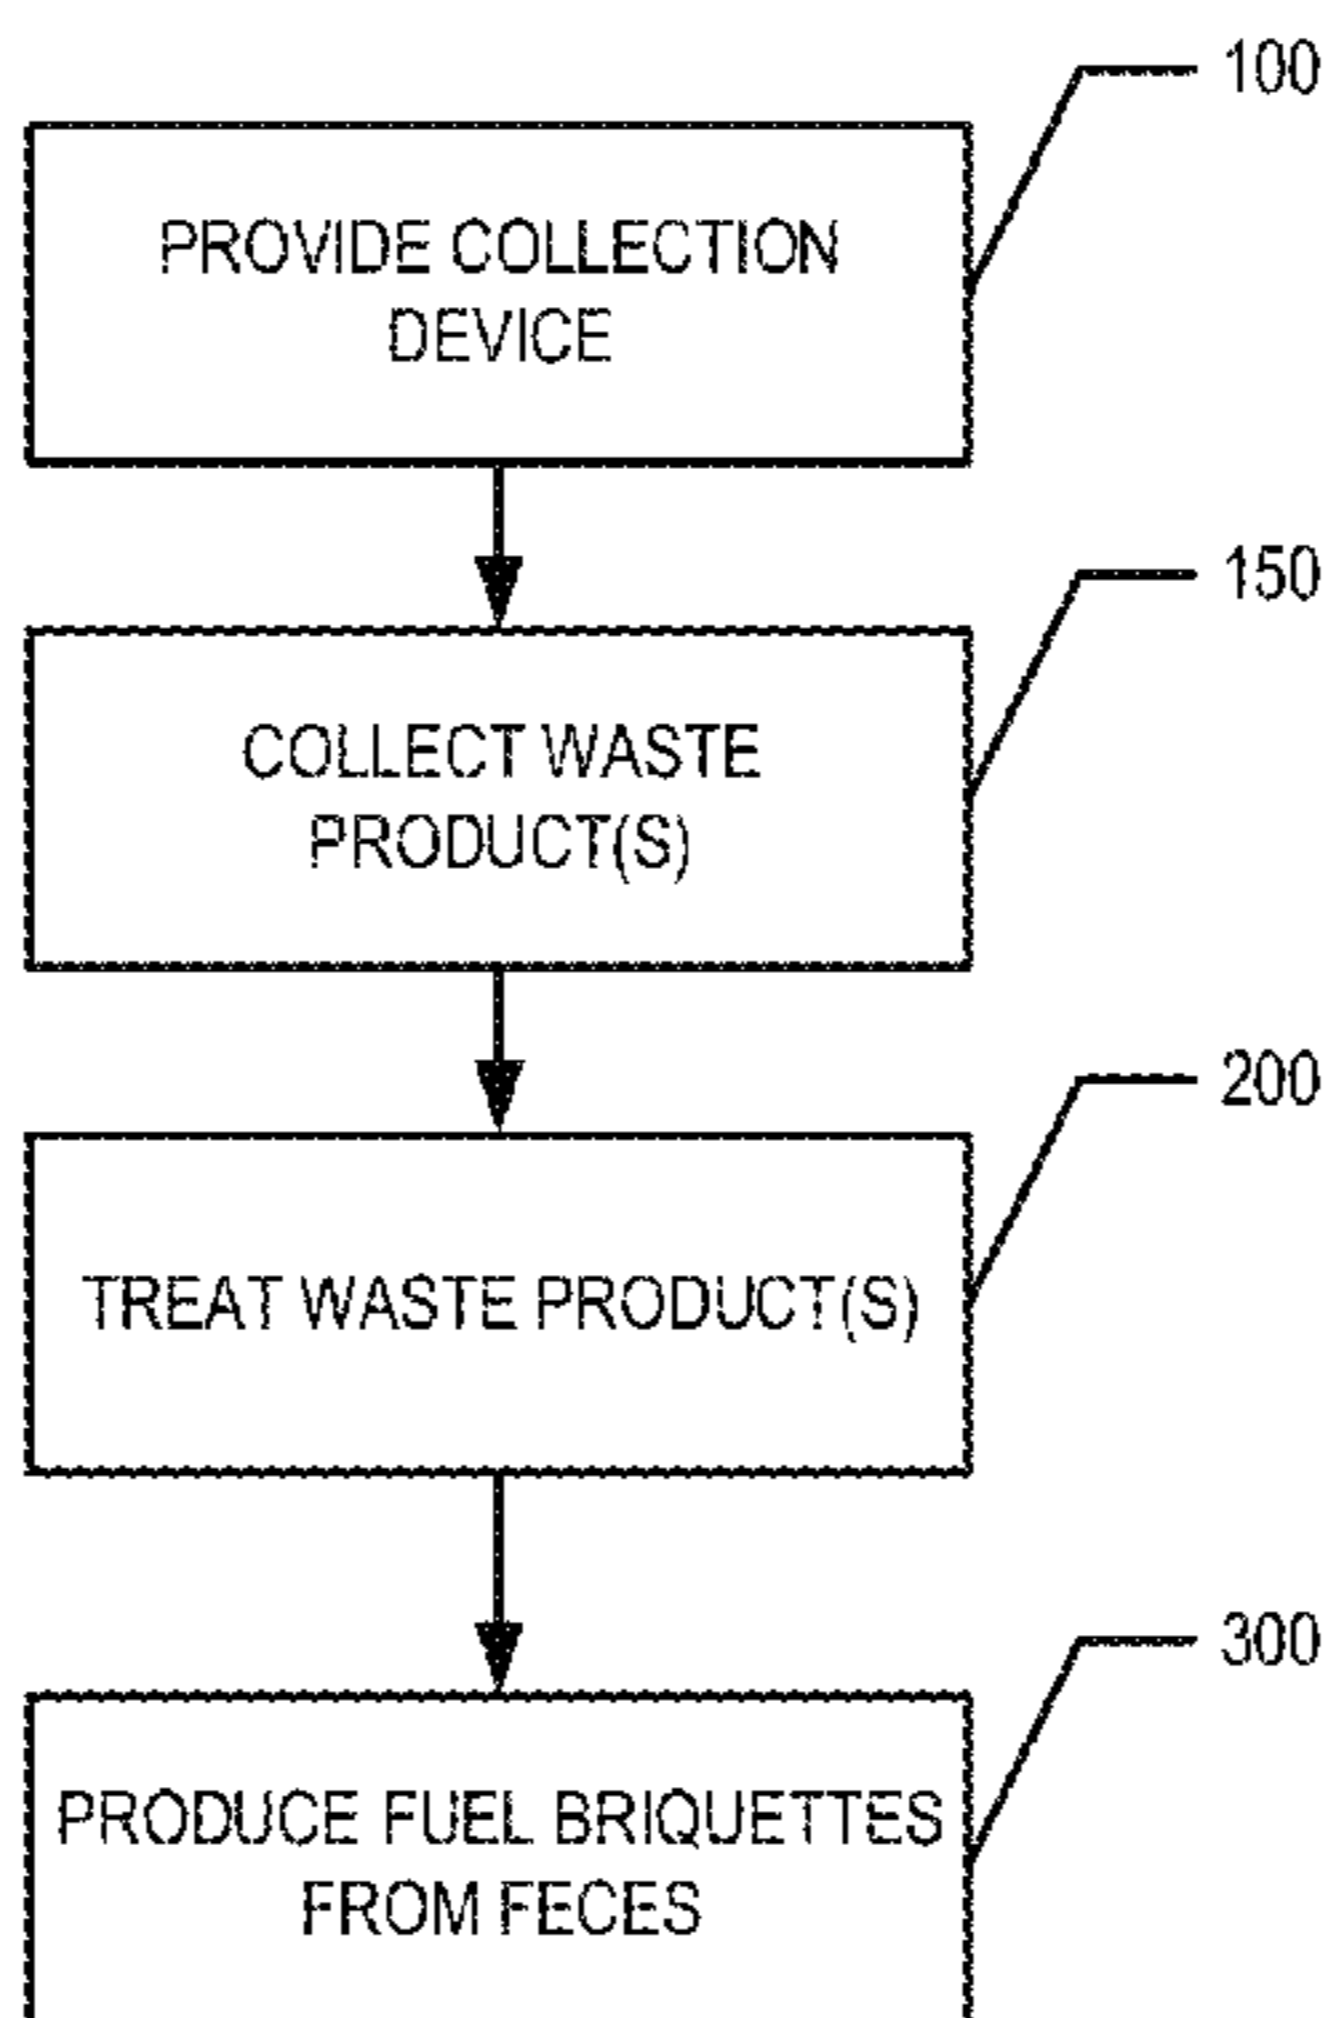 100
PROVIDE COLLECTION
DEVICE
150
COLLECT WASTE
PRODUCT(S)
200
TREAT WASTE PRODUCT(S)
300
PRODUCE FUEL BRIQUETTES
FROM FECES